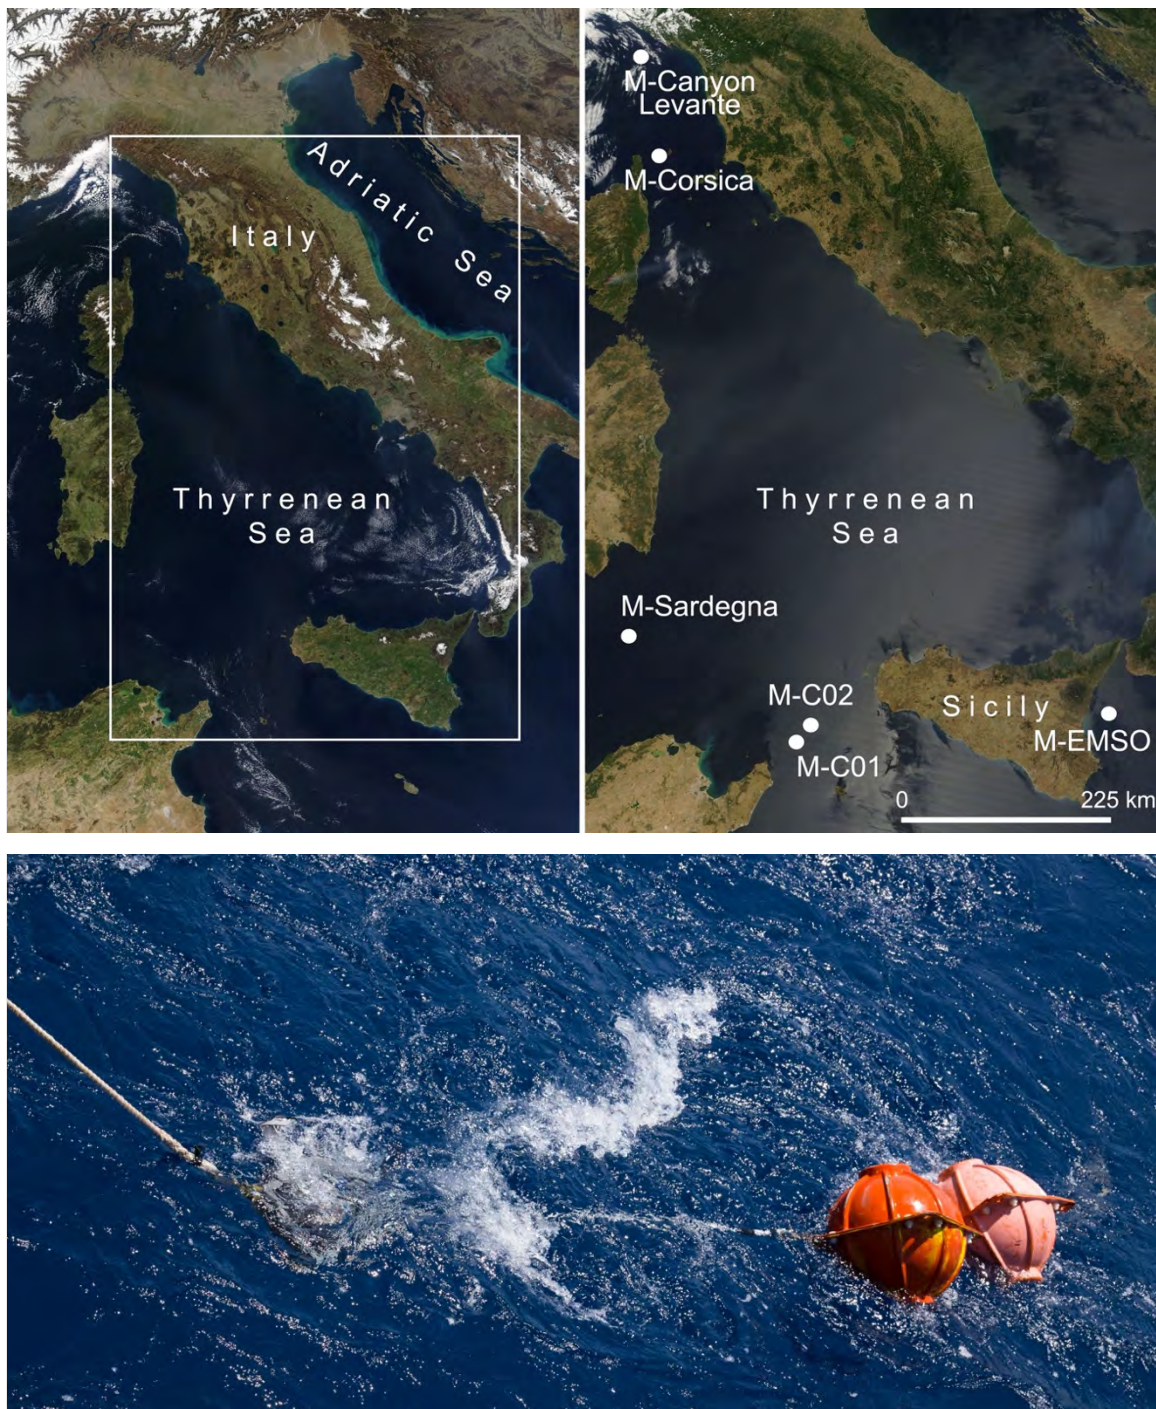 Adriatic Sea
Italy
Thyrrenean
Sea
M-Canyon
Levante
M-Corsica
Thyrrenean
Sea
M-Sardegna
M-C02
M-C01
Sicily
M-EMSO
0 225 km